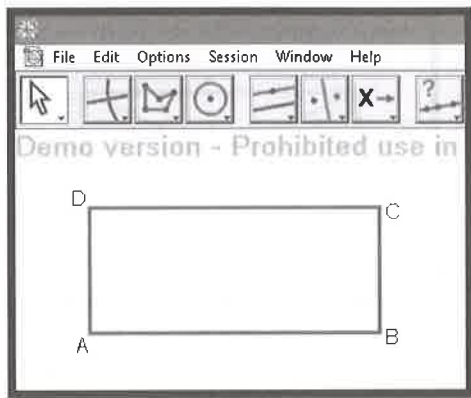 File Edit Options Session Window Help
X ?
Demo version - Prohibited use in
D C
A B